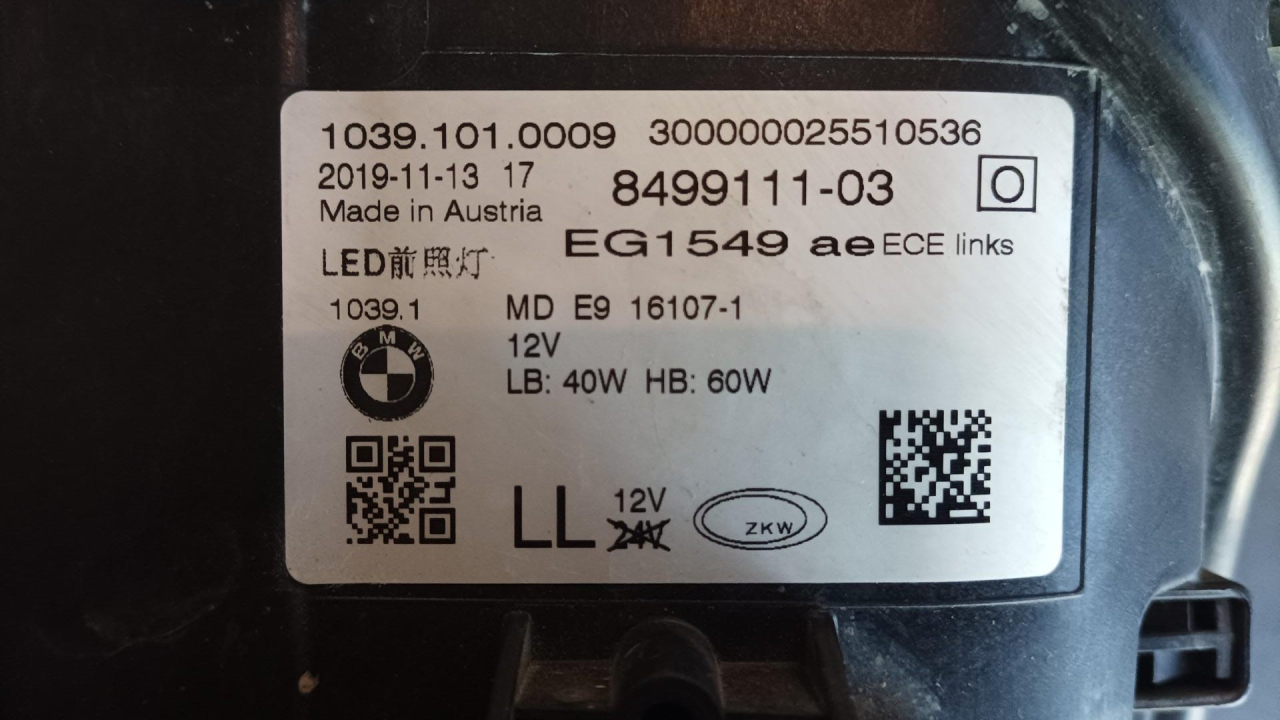 1039.101.0009 300000025510536
2019-11-13 17 8499111-03 O
Made in Austria
EG1549 ae ECE links
LED前照灯
1039.1 MD E9 16107-1
BMW
12V
LB: 40W HB: 60W
LL 12V
24V
ZKW